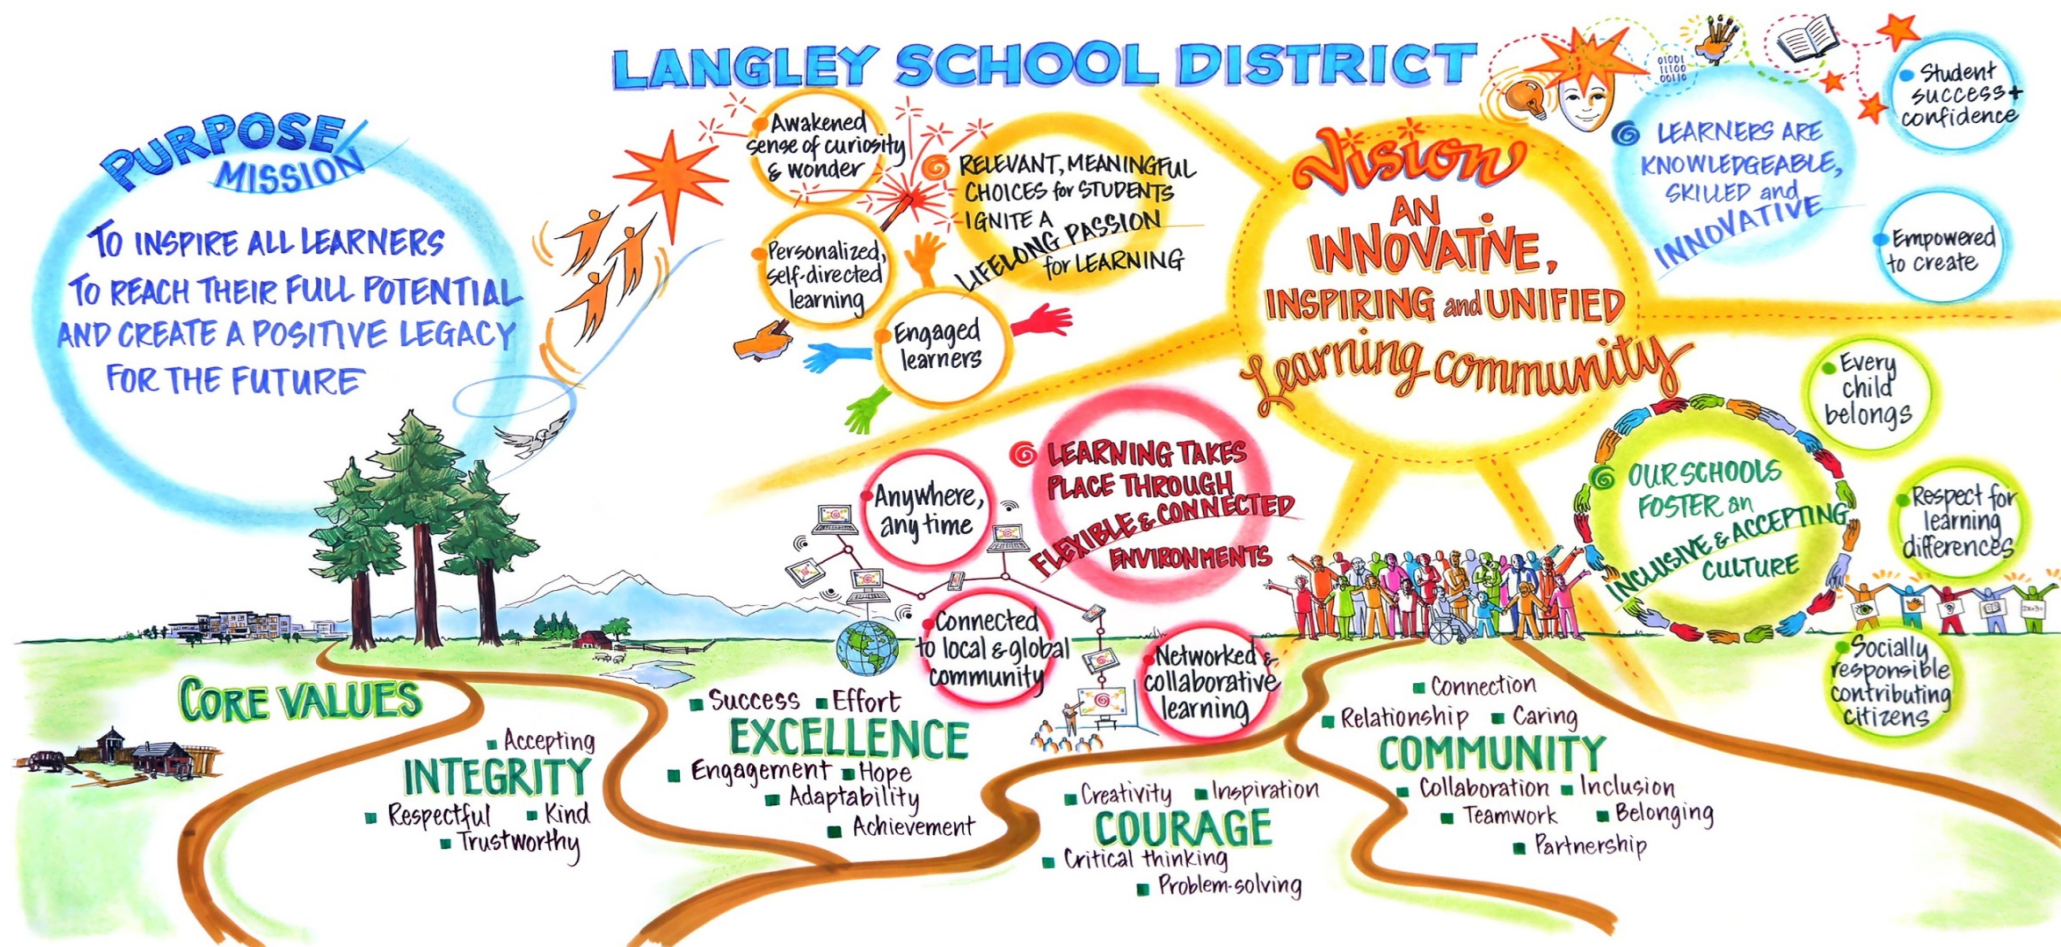 LANGLEY SCHOOL DISTRICT
PURPOSE/
MISSION
TO INSPIRE ALL LEARNERS
TO REACH THEIR FULL POTENTIAL
AND CREATE A POSITIVE LEGACY
FOR THE FUTURE
Awakened
sense of curiosity
& wonder
Personalized,
self-directed
learning
Engaged
learners
RELEVANT, MEANINGFUL
CHOICES for STUDENTS
IGNITE A
LIFELONG PASSION
for LEARNING
Vision
AN
INNOVATIVE,
INSPIRING and UNIFIED
Learning community
01001
11100
00110
LEARNERS ARE
KNOWLEDGEABLE,
SKILLED and
INNOVATIVE
Student
success +
confidence
Empowered
to create
Anywhere,
any time
LEARNING TAKES
PLACE THROUGH
FLEXIBLE & CONNECTED
ENVIRONMENTS
Connected
to local & global
community
Networked &
collaborative
learning
OUR SCHOOLS
FOSTER an
INCLUSIVE & ACCEPTING
CULTURE
Every
child
belongs
Respect for
learning
differences
?
Socially
responsible
contributing
citizens
CORE VALUES
Accepting
INTEGRITY
Respectful Kind
Trustworthy
Success Effort
EXCELLENCE
Engagement Hope
Adaptability
Achievement
Creativity Inspiration
COURAGE
Critical thinking
Problem-solving
Connection
Relationship Caring
COMMUNITY
Collaboration Inclusion
Teamwork Belonging
Partnership